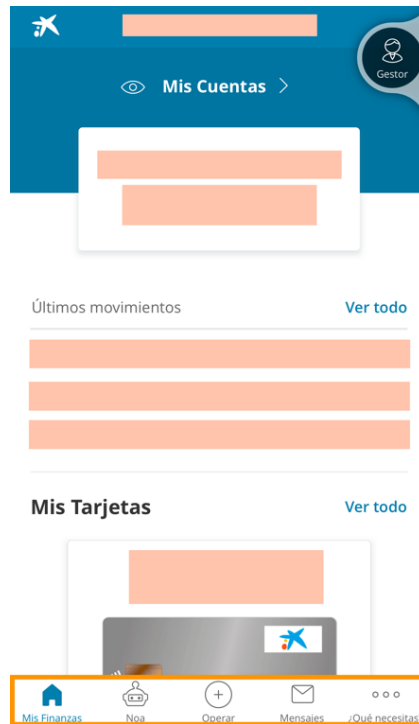 Gestor
Mis Cuentas
Últimos movimientos Ver todo
Mis Tarjetas Ver todo
Mis Finanzas Noa Operar Mensajes ¿Qué necesitas